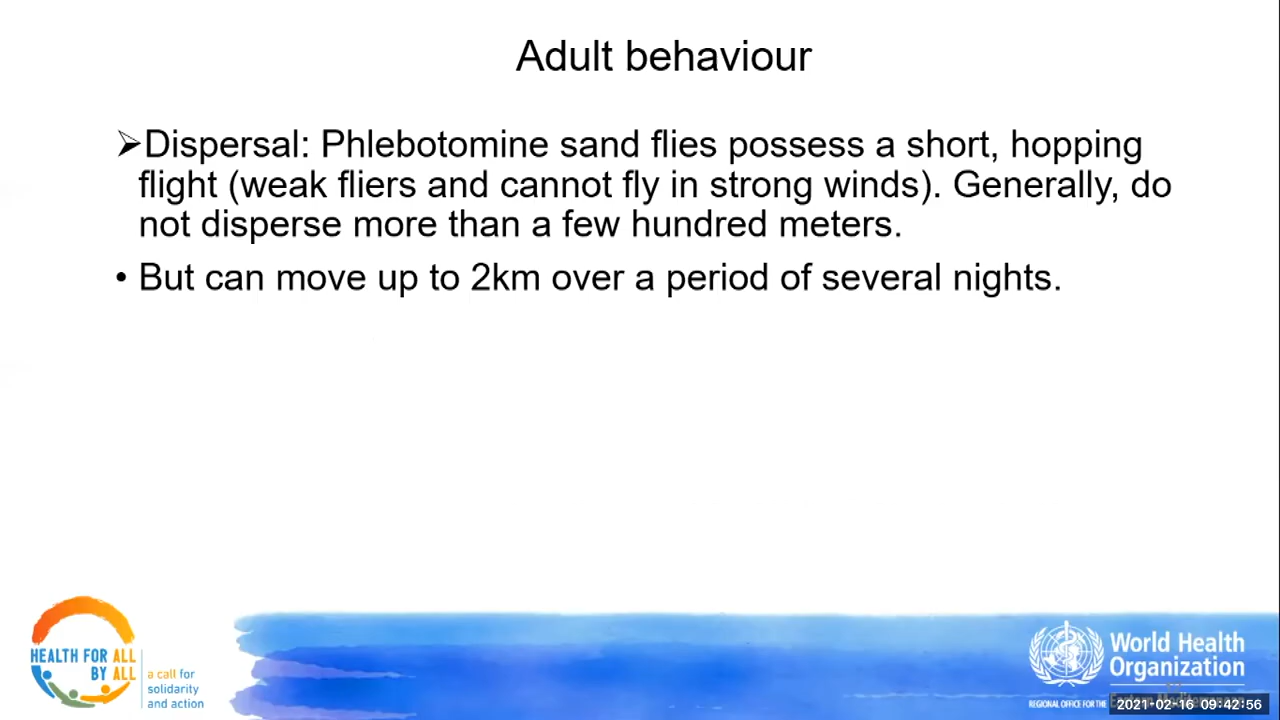 Adult behaviour
➢Dispersal: Phlebotomine sand flies possess a short, hopping
flight (weak fliers and cannot fly in strong winds). Generally, do
not disperse more than a few hundred meters.
• But can move up to 2km over a period of several nights.
HEALTH FOR ALL
BY ALL
a call for
solidarity
and action
World Health
Organization
REGIONAL OFFICE FOR THE Eastern Mediterranean
2021-02-16 09:42:56